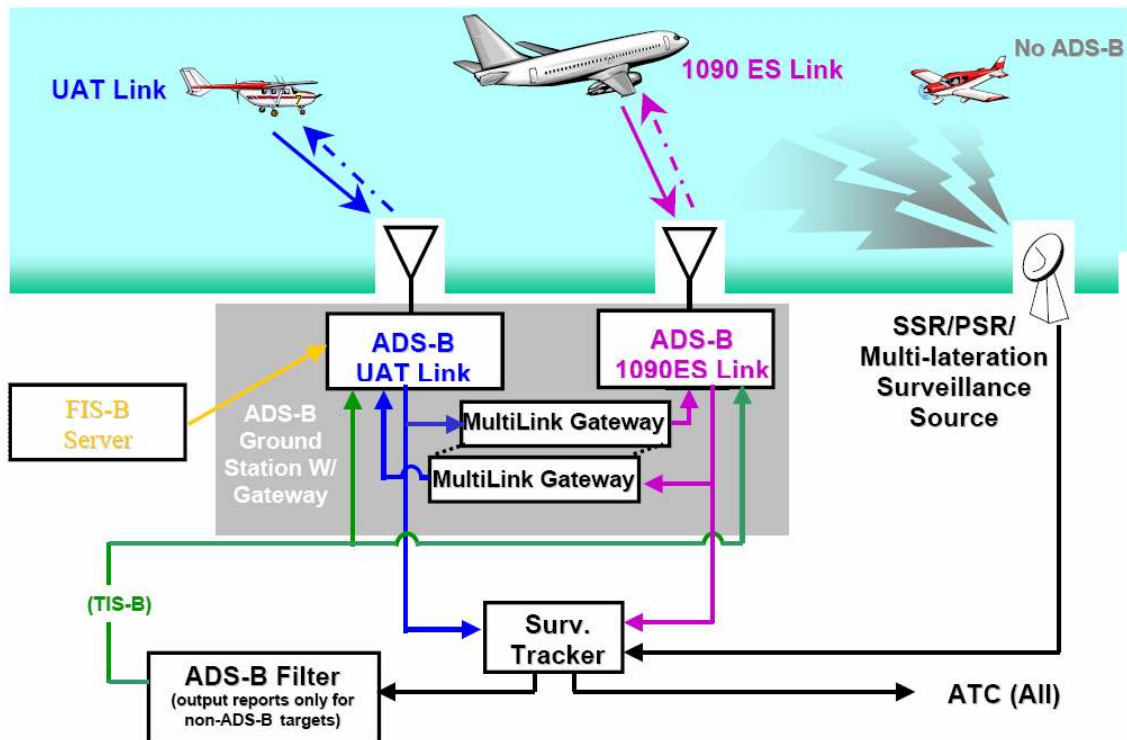 No ADS-B
UAT Link
1090 ES Link
7
ADS-B
UAT Link
ADS-B
1090ES Link
SSR/PSR/
Multi-lateration
Surveillance
Source
FIS-B
Server
ADS-B
Ground
Station W/
Gateway
MultiLink Gateway
MultiLink Gateway
(TIS-B)
Surv.
Tracker
ADS-B Filter
(output reports only for
non-ADS-B targets)
ATC (All)